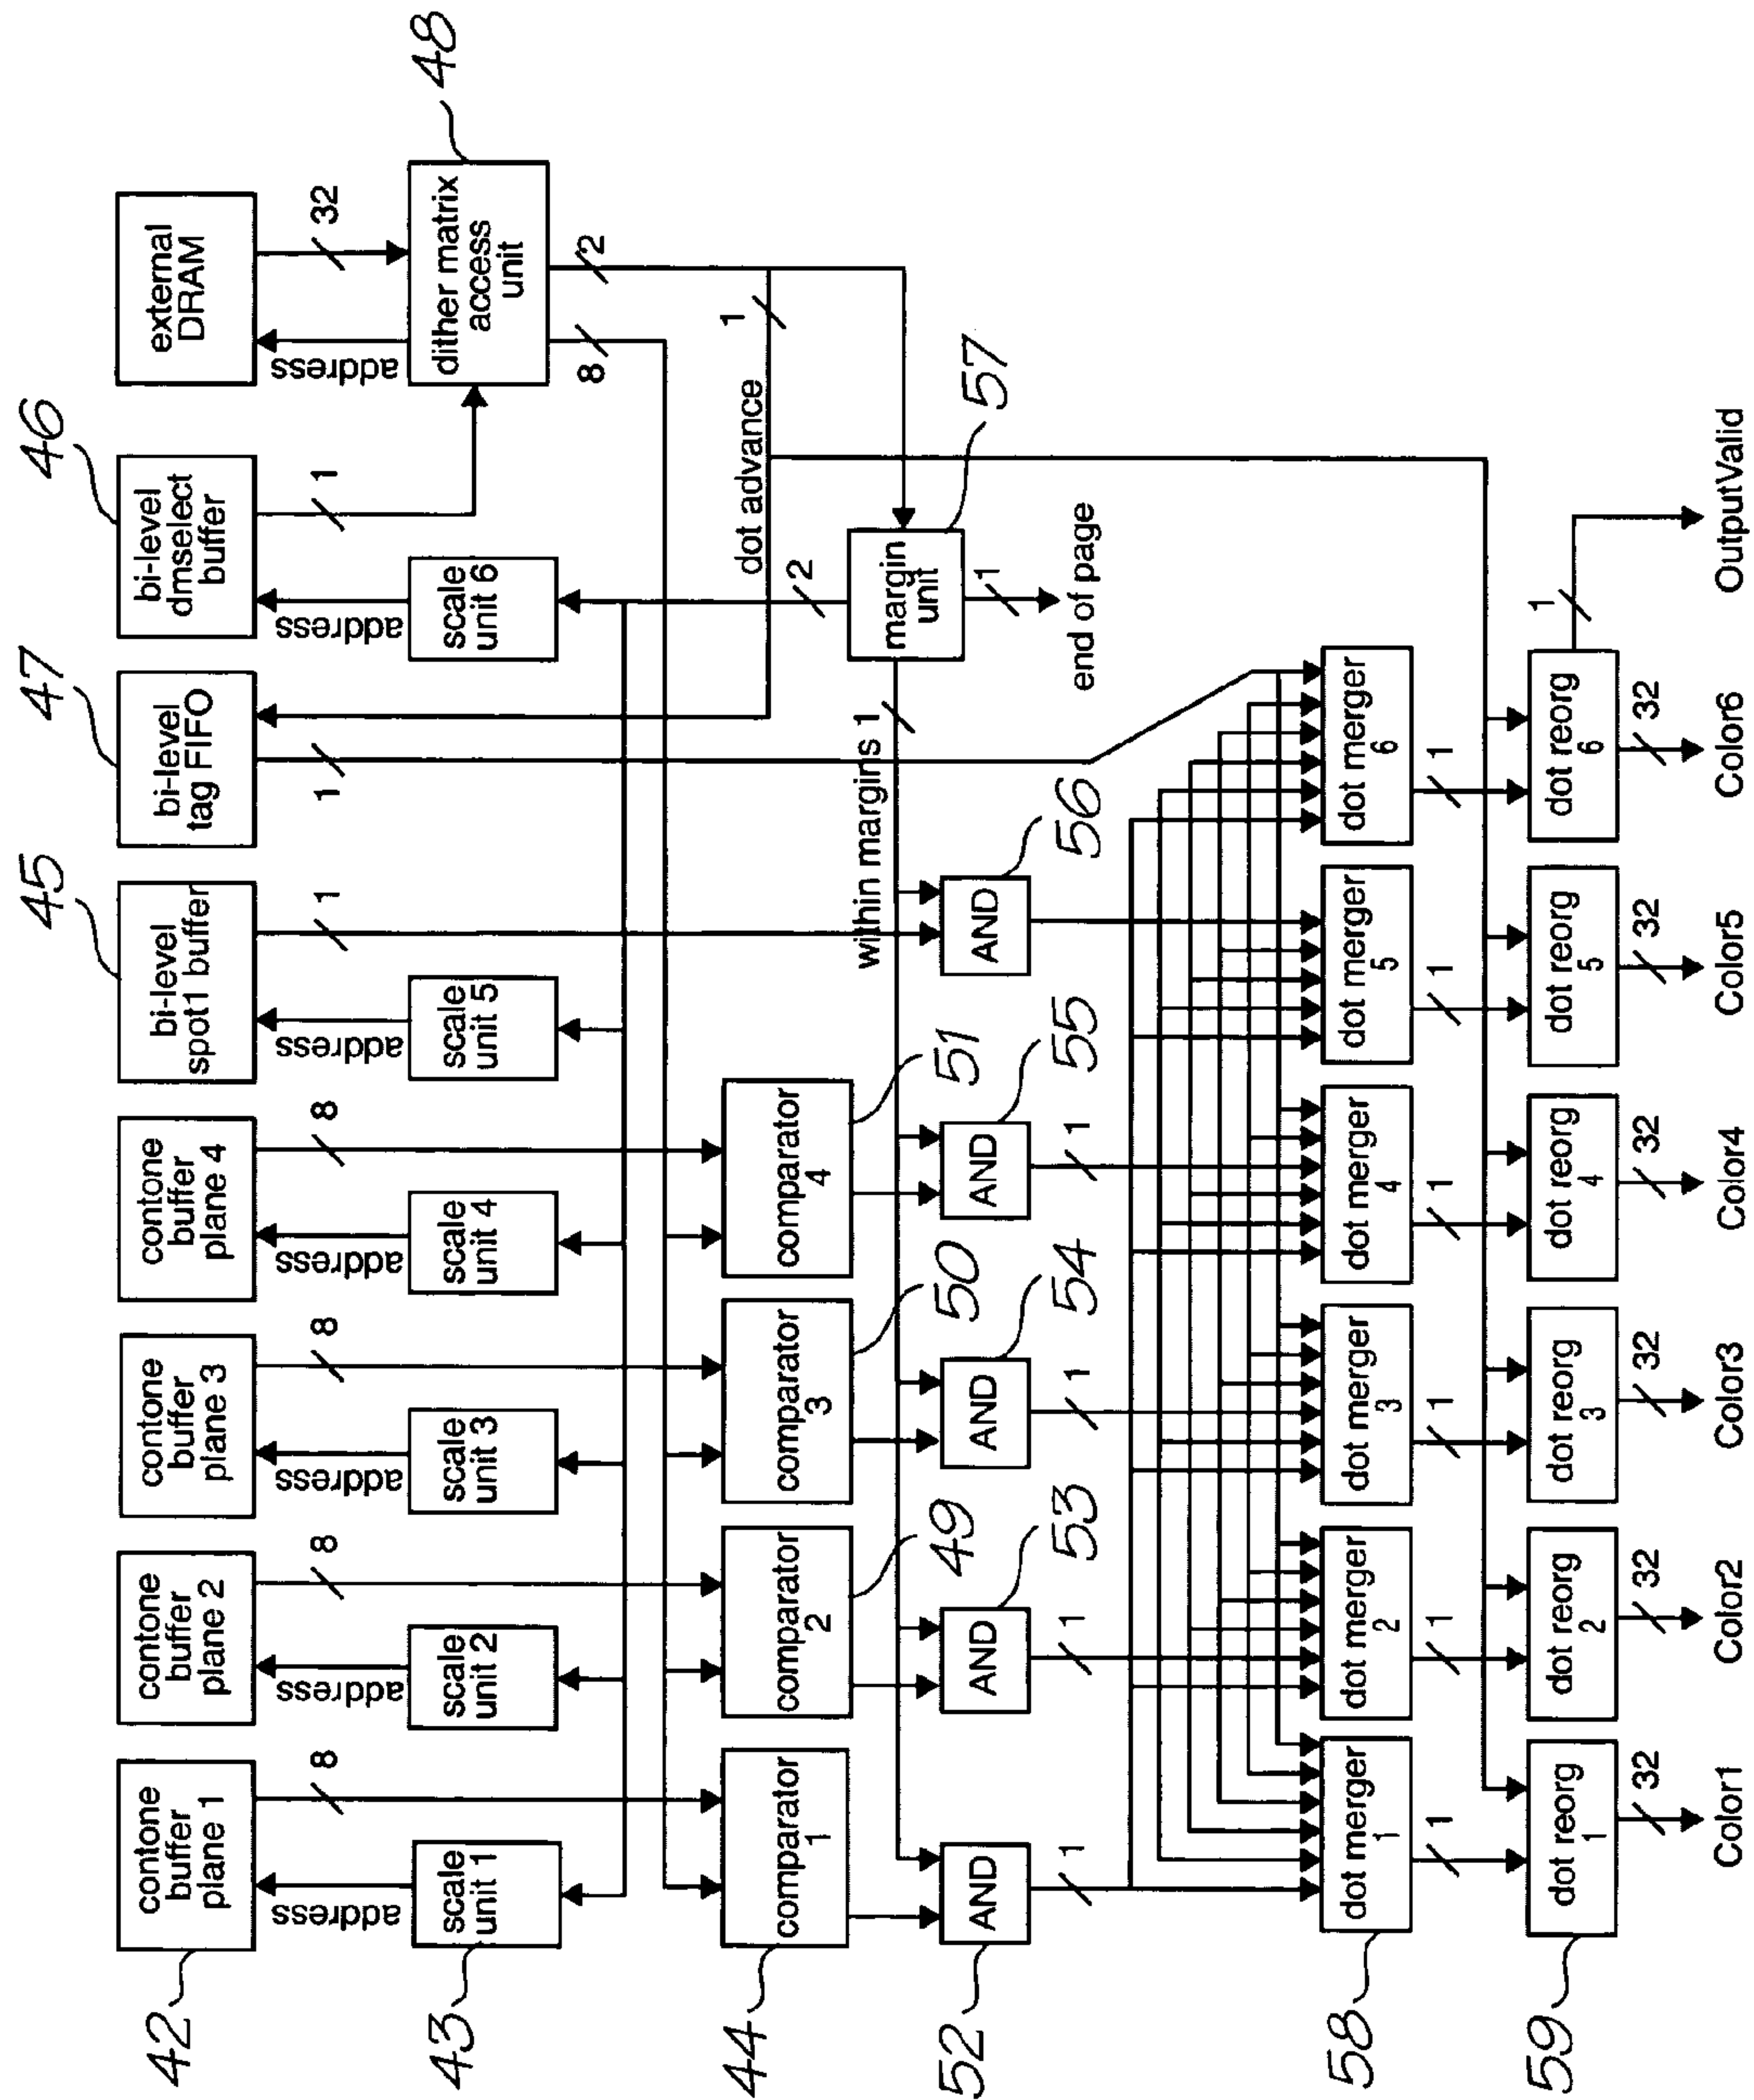 42
contone
buffer
plane 1
contone
buffer
plane 2
contone
buffer
plane 3
contone
buffer
plane 4
45
bi-level
spot1 buffer
47
bi-level
tag FIFO
46
bi-level
dmselect
buffer
external
DRAM
address
8
address
8
address
8
address
8
address
1
1
address
1
address
32
43
scale
unit 1
scale
unit 2
scale
unit 3
scale
unit 4
scale
unit 5
scale
unit 6
dither matrix
access
unit
48
8
2
1
dot advance
2
44
comparator
1
comparator
2
49
comparator
3
50
comparator
4
51
within margins
1
margin
unit
57
1
end of page
52
AND
AND
53
AND
54
AND
55
AND
56
1
1
1
1
58
dot merger
1
dot merger
2
dot merger
3
dot merger
4
dot merger
5
dot merger
6
1
1
1
1
1
1
59
dot reorg
1
dot reorg
2
dot reorg
3
dot reorg
4
dot reorg
5
dot reorg
6
1
32
32
32
32
32
32
Color1
Color2
Color3
Color4
Color5
Color6
OutputValid